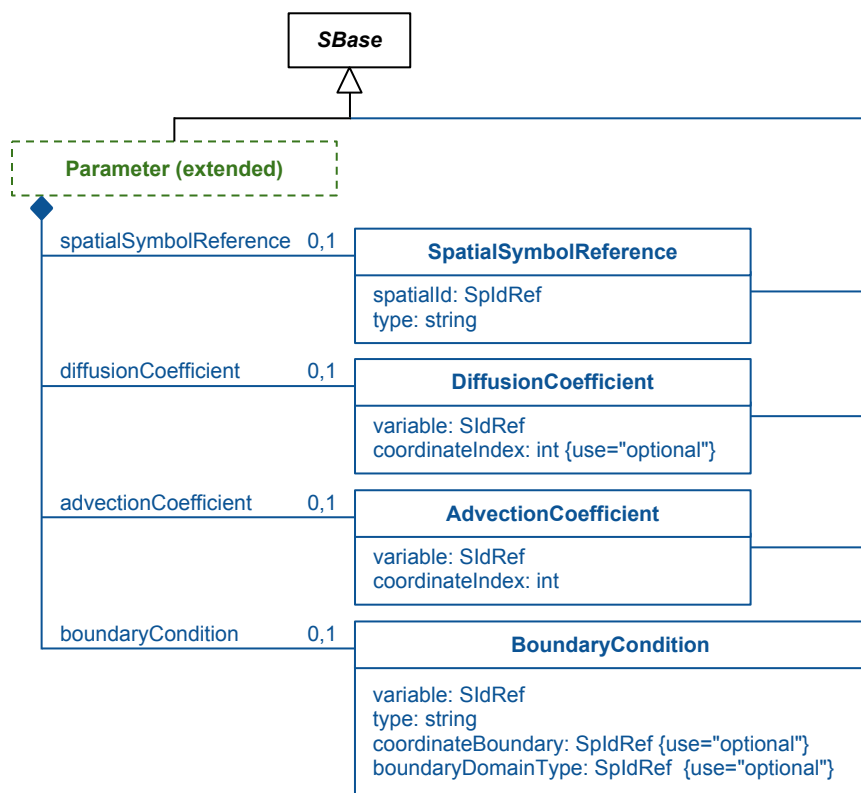 SBase
Parameter (extended)
spatialSymbolReference 0,1
SpatialSymbolReference
spatialId: SpIdRef
type: string
diffusionCoefficient 0,1
DiffusionCoefficient
variable: SIdRef
coordinateIndex: int {use="optional"}
advectionCoefficient 0,1
AdvectionCoefficient
variable: SIdRef
coordinateIndex: int
boundaryCondition 0,1
BoundaryCondition
variable: SIdRef
type: string
coordinateBoundary: SpIdRef {use="optional"}
boundaryDomainType: SpIdRef {use="optional"}